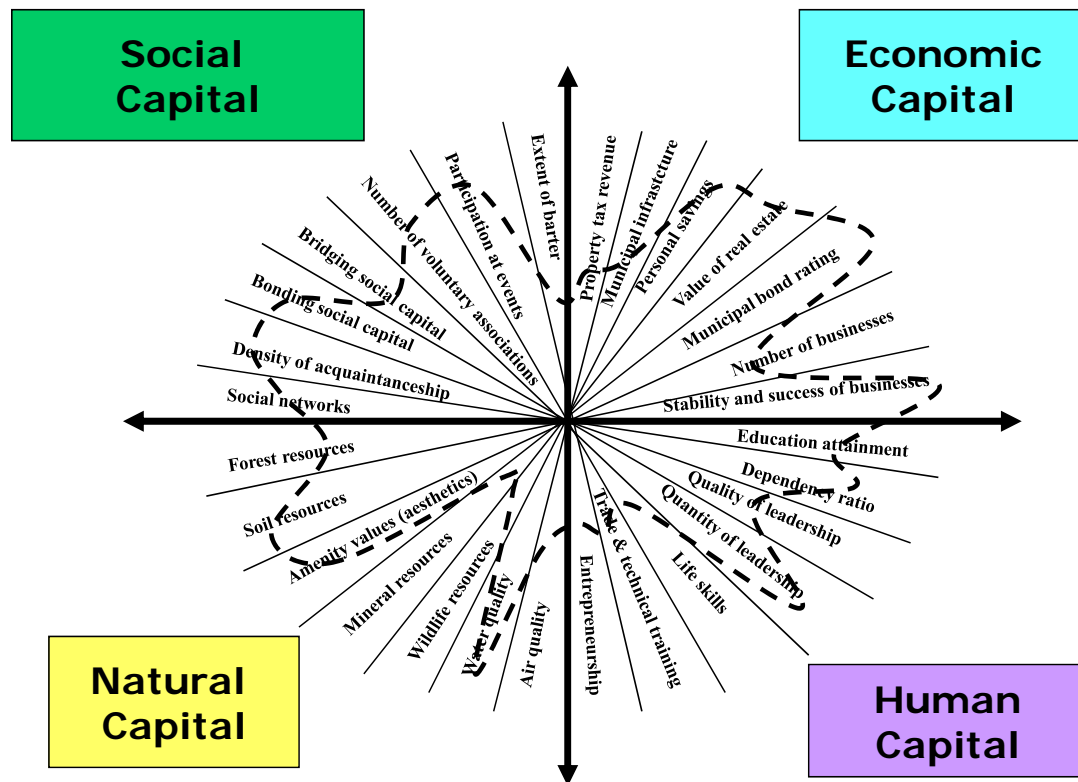 Social
Capital
Economic
Capital
Extent of barter
Participation at events
Number of voluntary associations
Bridging social capital
Bonding social capital
Density of acquaintanceship
Social networks
Property tax revenue
Municipal infrastcture
Personal savings
Value of real estate
Municipal bond rating
Number of businesses
Stability and success of businesses
Forest resources
Soil resources
Amenity values (aesthetics)
Mineral resources
Wildlife resources
Water quality
Air quality
Education attainment
Dependency ratio
Quality of leadership
Quantity of leadership
Life skills
Trade & technical training
Entrepreneurship
Natural
Capital
Human
Capital